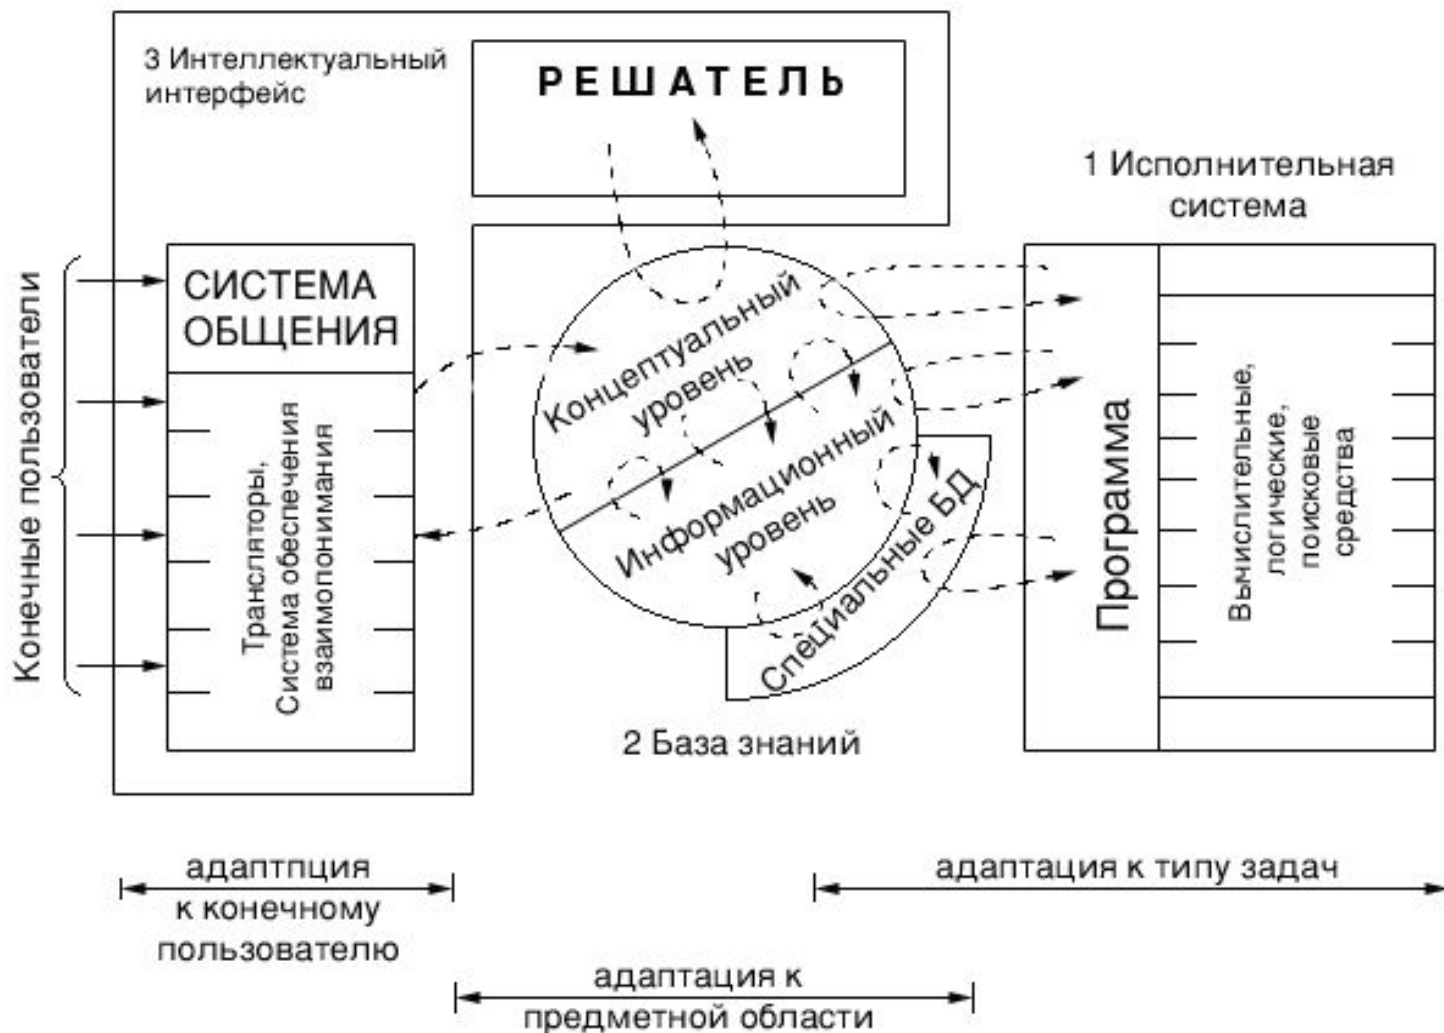 3 Интеллектуальный
интерфейс
РЕШАТЕЛЬ
1 Исполнительная
система
Конечные пользователи
СИСТЕМА
ОБЩЕНИЯ
Трансляторы,
Система обеспечения
взаимопонимания
Концептуальный
уровень
Информационный
уровень
Специальные БД
2 База знаний
Программа
Вычислительные,
логические,
поисковые
средства
адаптпция
к конечному
пользователю
адаптация к типу задач
адаптация к
предметной области